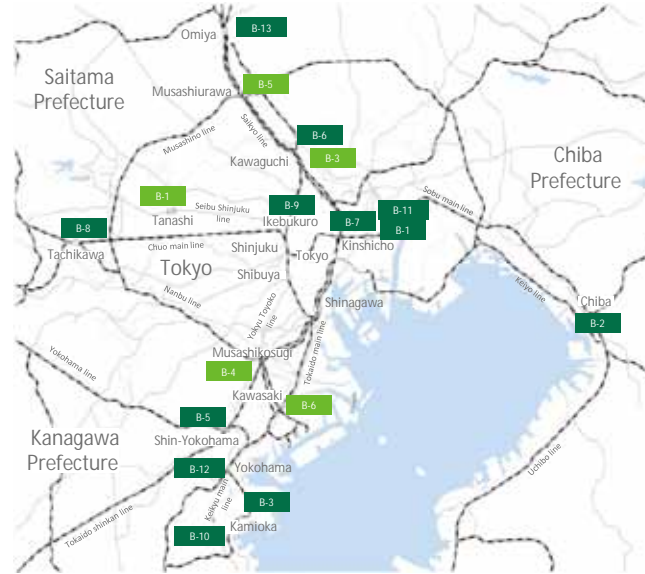 B-13
Omiya
Saitama
Prefecture
B-5
Musashiurawa
Musashino line
Saikyo line
B-6
Kawaguchi
B-3
Chiba
Prefecture
B-1
Tanashi
Seibu Shinjuku
line
B-9
Ikebukuro
B-7
B-11
Sobu main line
B-1
Kinshicho
B-8
Tachikawa
Chuo main line
Shinjuku
Tokyo
Tokyo
Shibuya
Nanbu line
Yokyu Toyoko
line
Shinagawa
Keiyo line
Chiba
B-2
Musashikosugi
Tokaido main line
B-4
Yokohama line
Kawasaki
B-6
B-5
Shin-Yokohama
Kanagawa
Prefecture
B-12
Yokohama
Keikyu main
line
B-3
Kamioka
B-10
Tokaido shinkan line
Uchibo line